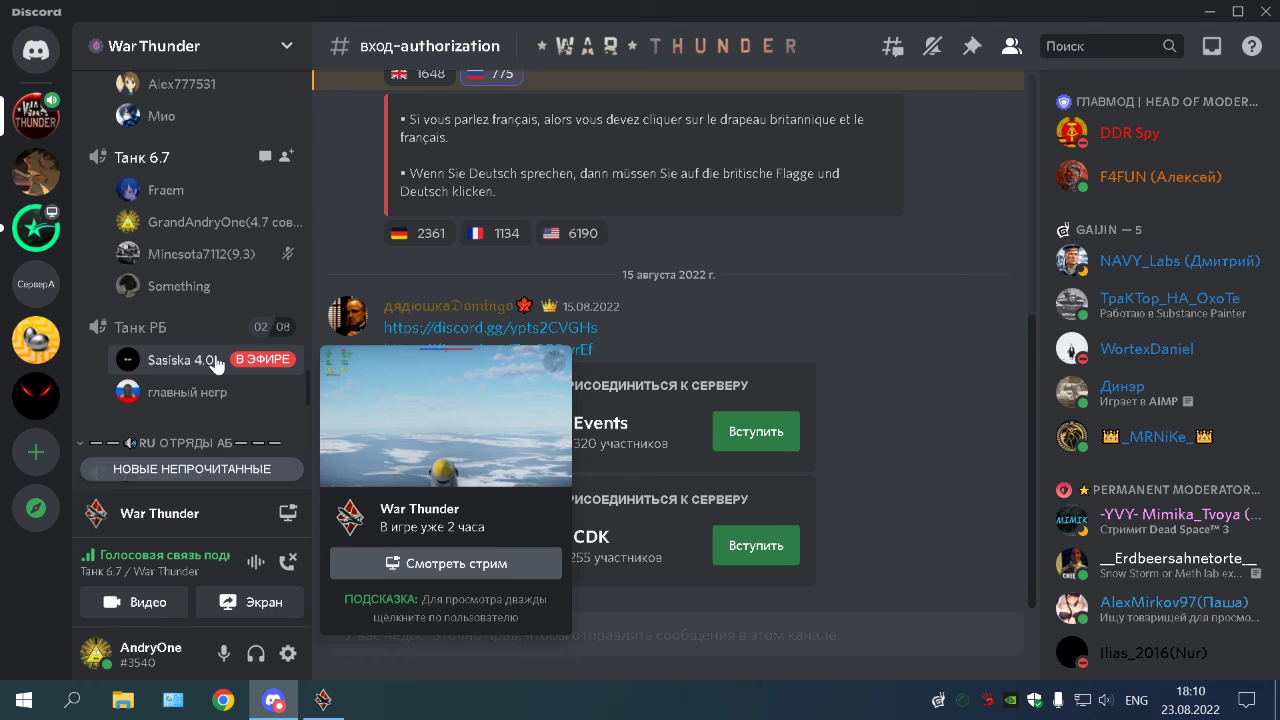 Discord
War Thunder
Alex777531
Мио
Танк 6.7
Fraem
GrandAndryOne(4.7 сов...
Minesota7112(9.3)
Something
Танк РБ
02 08
Sasiska 4.0
В ЭФИРЕ
главный негр
RU ОТРЯДЫ АБ
НОВЫЕ НЕПРОЧИТАННЫЕ
War Thunder
Голосовая связь подк
Танк 6.7 / War Thunder
Видео
Экран
AndryOne
#3540
СерверА
вход-authorization
WAR THUNDER
Поиск
1648
775
▪ Si vous parlez français, alors vous devez cliquer sur le drapeau britannique et le
français.
▪ Wenn Sie Deutsch sprechen, dann müssen Sie auf die britische Flagge und
Deutsch klicken.
2361
1134
6190
15 августа 2022 г.
дядюшка𝔇omingo
15.08.2022
https://discord.gg/ypts2CVGHs
РИСОЕДИНИТЬСЯ К СЕРВЕРУ
Events
320 участников
Вступить
РИСОЕДИНИТЬСЯ К СЕРВЕРУ
CDK
255 участников
Вступить
War Thunder
В игре уже 2 часа
Смотреть стрим
ПОДСКАЗКА: Для просмотра дважды
щёлкните по пользователю
отправлять сообщения в этом канале.
ГЛАВМОД | HEAD OF MODER...
DDR Spy
F4FUN (Алексей)
GAIJIN — 5
NAVY_Labs (Дмитрий)
ТраКТор_НА_ОхоТе
Работаю в Substance Painter
WortexDaniel
Динэр
Играет в AIMP
_MRNiKe_
PERMANENT MODERATOR...
-YVY- Mimika_Tvoya (...
Стримит Dead Space™ 3
__Erdbeersahnetorte__
Snow Storm or Meth lab ex...
AlexMirkov97(Паша)
Ищу товарищей для просмо...
Ilias_2016(Nur)
ENG
18:10
23.08.2022